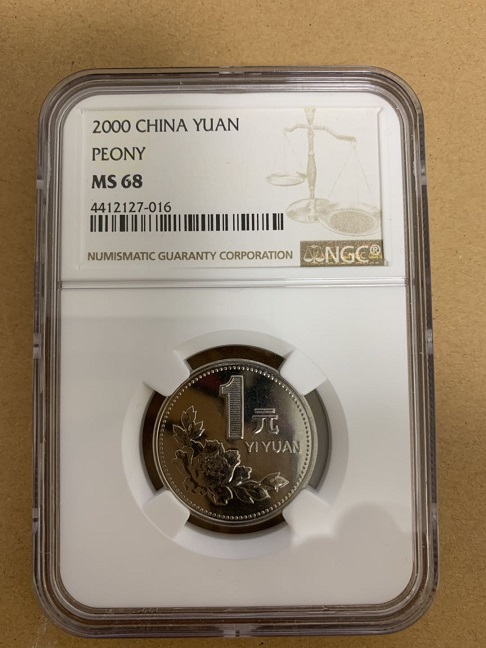 2000 CHINA YUAN
PEONY
MS 68
4412127-016
NUMISMATIC GUARANTY CORPORATION
NGC®
1元
YI YUAN